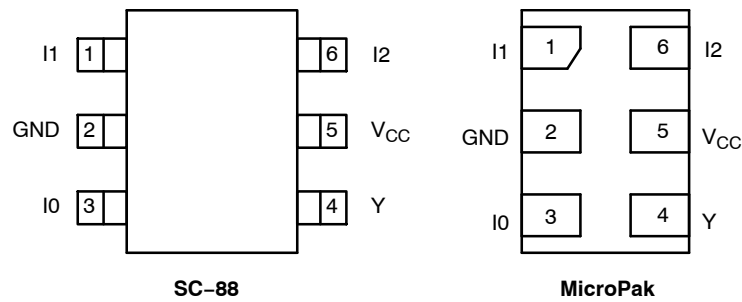 I1 1 6 I2
GND 2 5 VCC
I0 3 4 Y
SC–88
I1 1 6 I2
GND 2 5 VCC
I0 3 4 Y
MicroPak